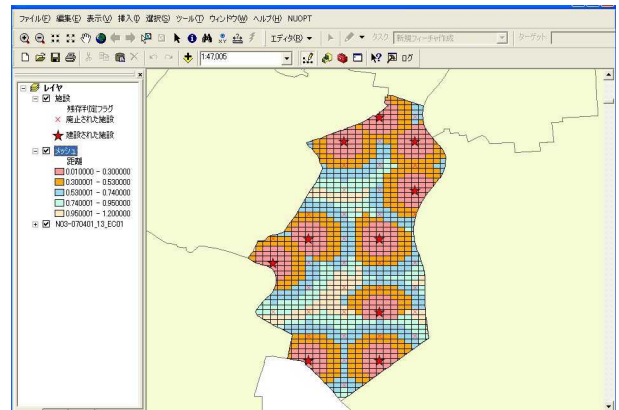 ファイル(F) 編集(E) 表示(V) 挿入(I) 選択(S) ツール(T) ウィンドウ(W) ヘルプ(H) NUOPT
エディタ(R) タスク 新規フィーチャ作成 ターゲット
1:47,005 ログ
レイヤ
施設
残存判定フラグ
廃止された施設
建設された施設
メッシュ
距離
0.010000 - 0.300000
0.300001 - 0.530000
0.530001 - 0.740000
0.740001 - 0.950000
0.950001 - 1.200000
N03-070401_13_EC01